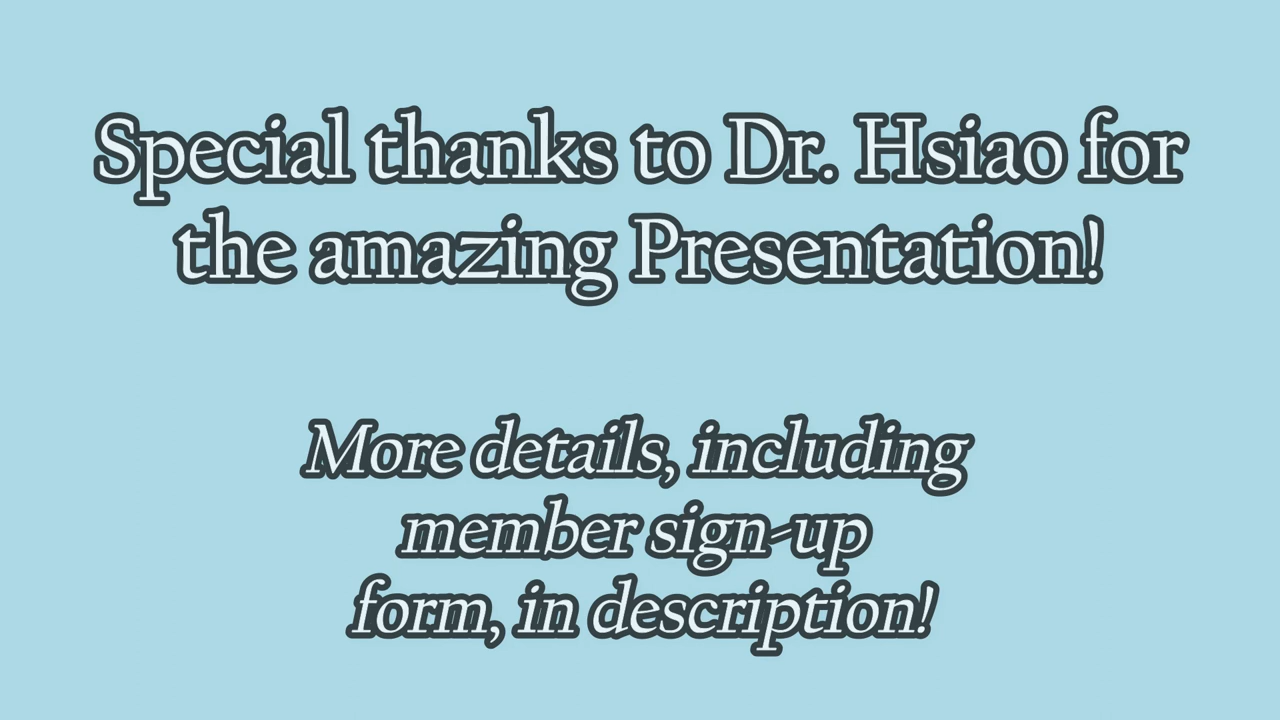 Special thanks to Dr. Hsiao for
the amazing Presentation!
More details, including
member sign-up
form, in description!